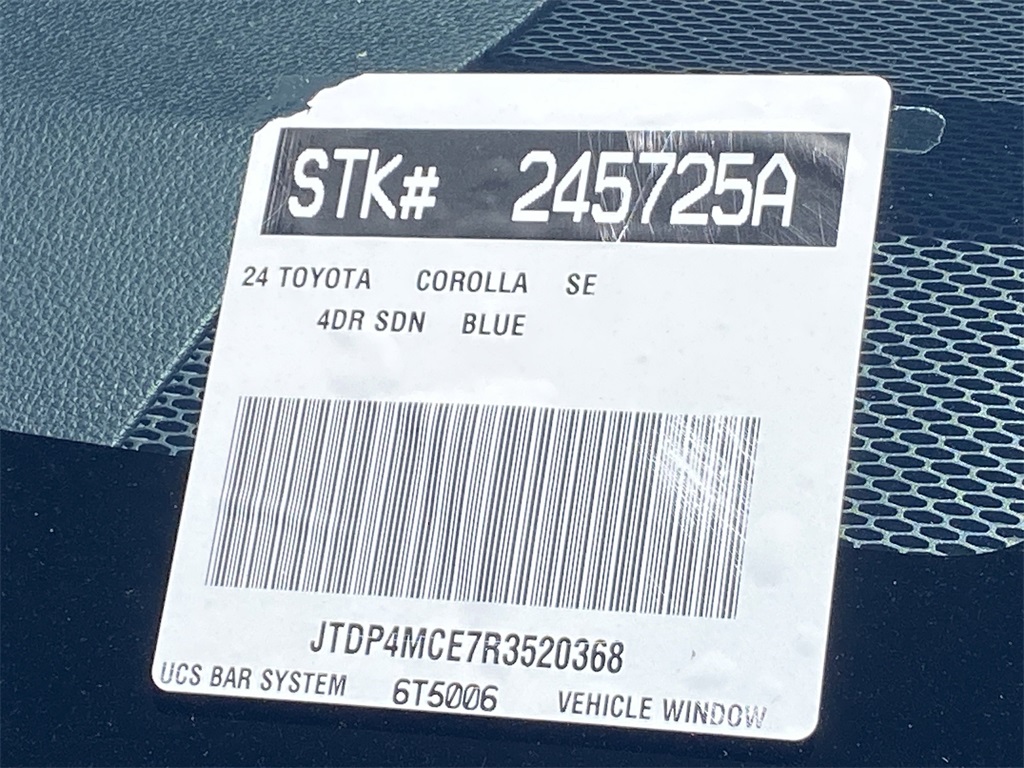 STK# 245725A
24 TOYOTA COROLLA SE
4DR SDN BLUE
JTDP4MCE7R3520368
UCS BAR SYSTEM 6T5006 VEHICLE WINDOW